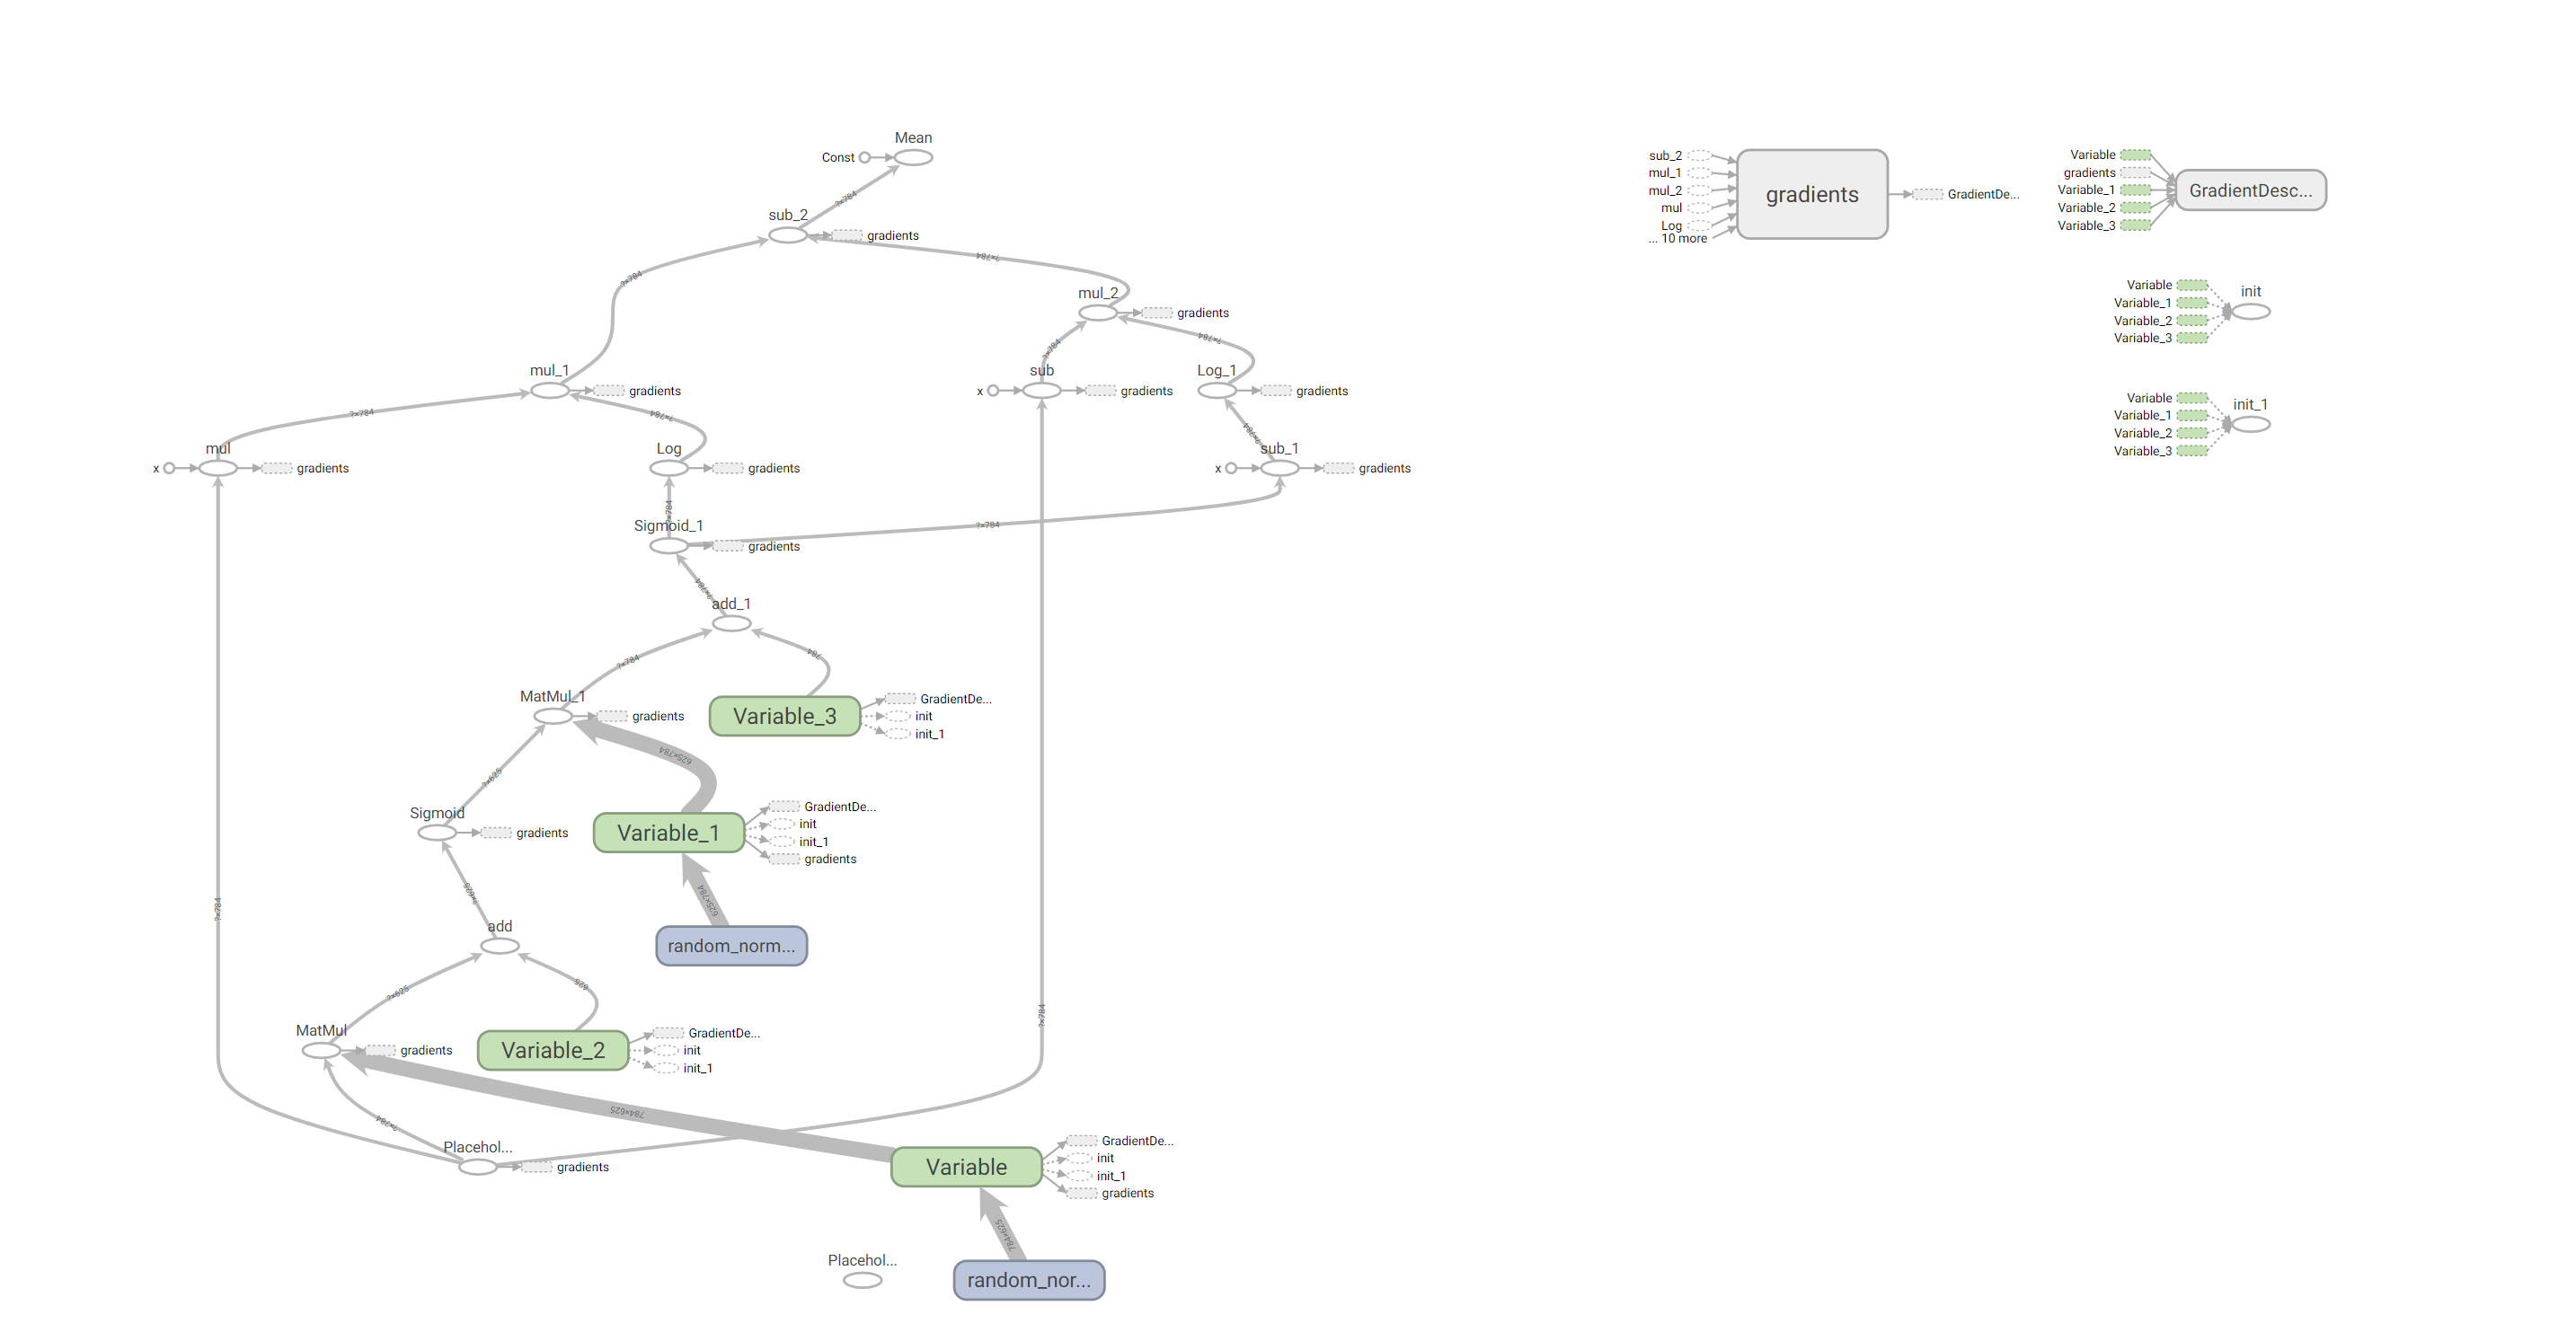 Mean
Const
?×784
sub_2
gradients
?×784
?×784
mul_2
gradients
?×784
?×784
mul_1
gradients
sub
x
gradients
Log_1
gradients
?×784
?×784
?×784
mul
x
gradients
Log
gradients
sub_1
x
gradients
?×784
Sigmoid_1
gradients
?×784
?×784
add_1
?×784
784
MatMul_1
gradients
Variable_3
GradientDe...
init
init_1
625×784
?×625
Sigmoid
gradients
Variable_1
GradientDe...
init
init_1
gradients
?×625
625×784
?×784
add
random_norm...
?×625
625
?×784
MatMul
gradients
Variable_2
GradientDe...
init
init_1
784×625
?×784
Placehol...
gradients
Variable
GradientDe...
init
init_1
gradients
784×625
Placehol...
random_nor...
sub_2
mul_1
mul_2
mul
Log
... 10 more
gradients
GradientDe...
Variable
gradients
Variable_1
Variable_2
Variable_3
GradientDesc...
Variable
Variable_1
Variable_2
Variable_3
init
Variable
Variable_1
Variable_2
Variable_3
init_1